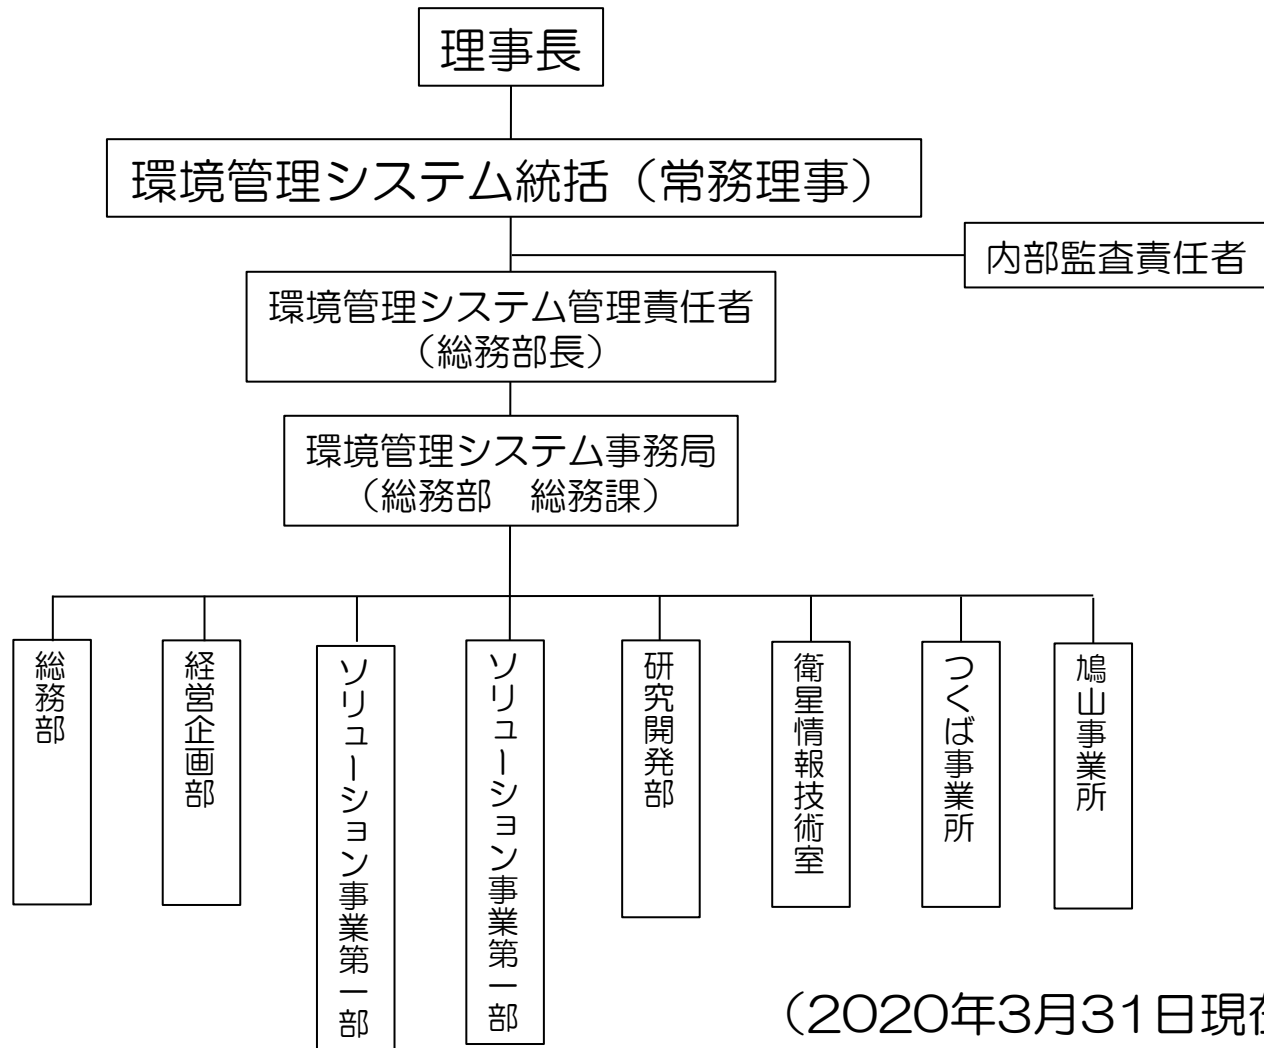 理事長
環境管理システム統括（常務理事）
内部監査責任者
環境管理システム管理責任者
（総務部長）
環境管理システム事務局
（総務部　総務課）
総務部
経営企画部
ソリューション事業第一部
ソリューション事業第一部
研究開発部
衛星情報技術室
つくば事業所
鳩山事業所
（2020年3月31日現在